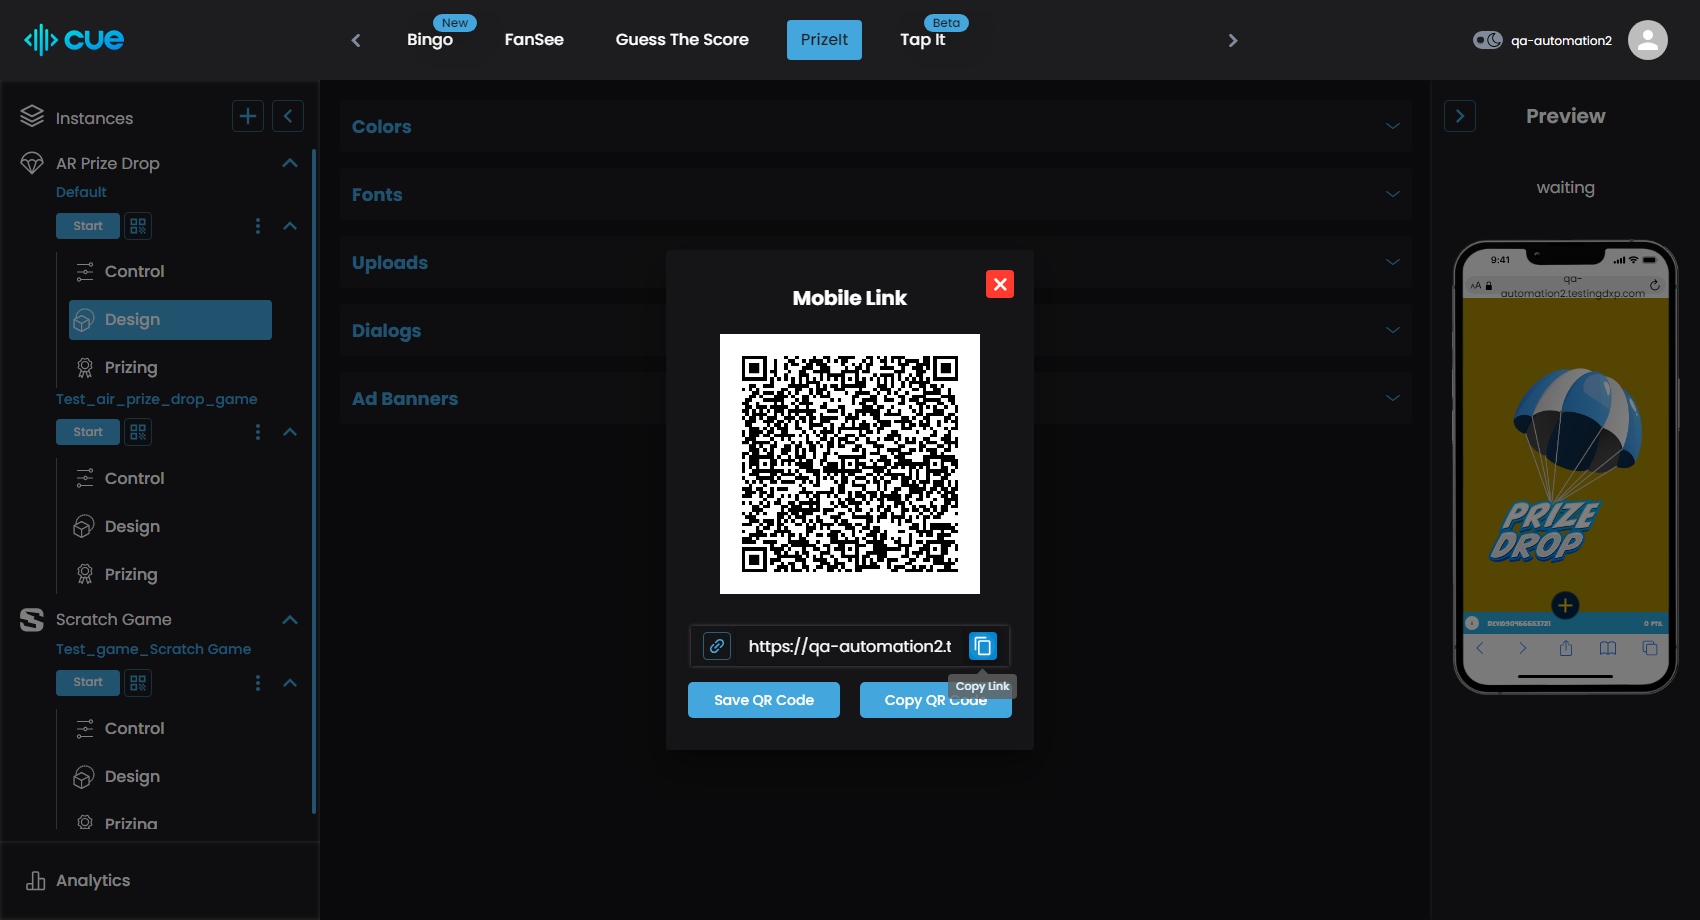 cue
Bingo
New
FanSee
Guess The Score
PrizeIt
Tap It
Beta
qa-automation2
Instances
AR Prize Drop
Default
Start
Control
Design
Prizing
Test_air_prize_drop_game
Start
Control
Design
Prizing
Scratch Game
Test_game_Scratch Game
Start
Control
Design
Prizing
Analytics
Colors
Fonts
Uploads
Dialogs
Ad Banners
Mobile Link
https://qa-automation2.t
Copy Link
Save QR Code
Copy QR Code
Preview
waiting
9:41
AA
qa-
automation2.testingdxp.com
PRIZE
DROP
0 PTS.